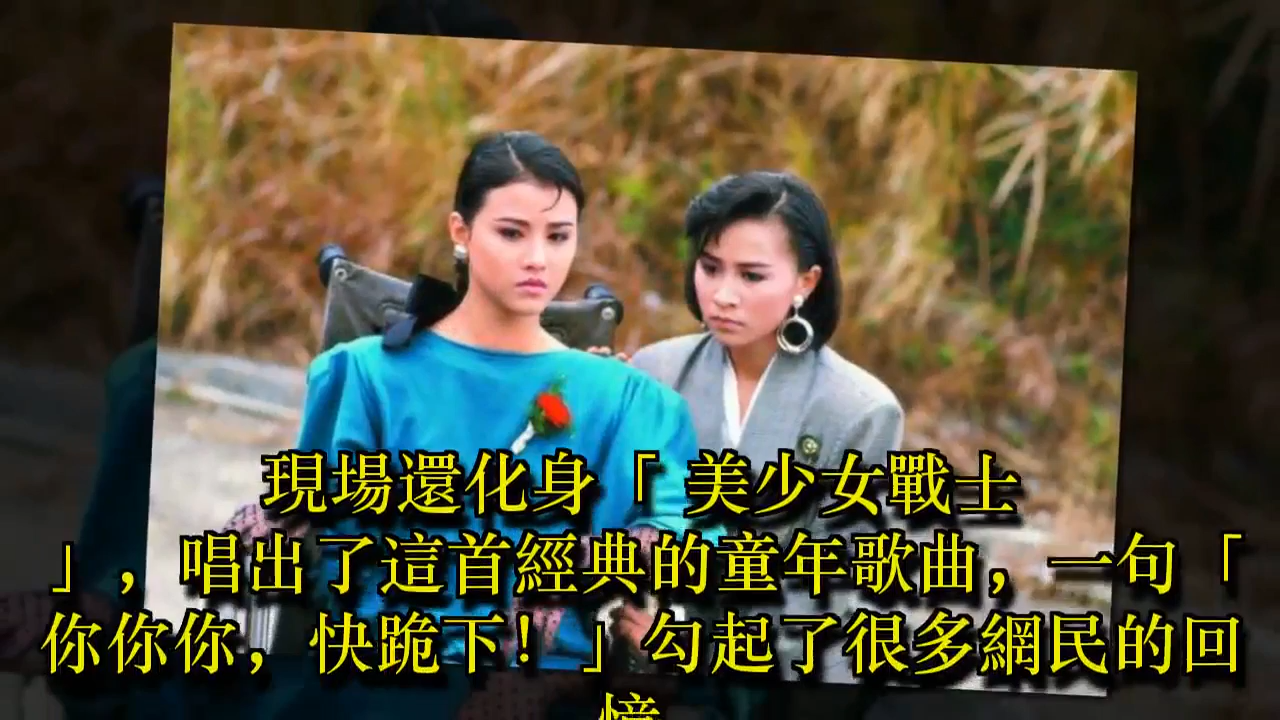 現場還化身「 美少女戰士
」，唱出了這首經典的童年歌曲，一句「
你你你，快跪下！」勾起了很多網民的回
憶